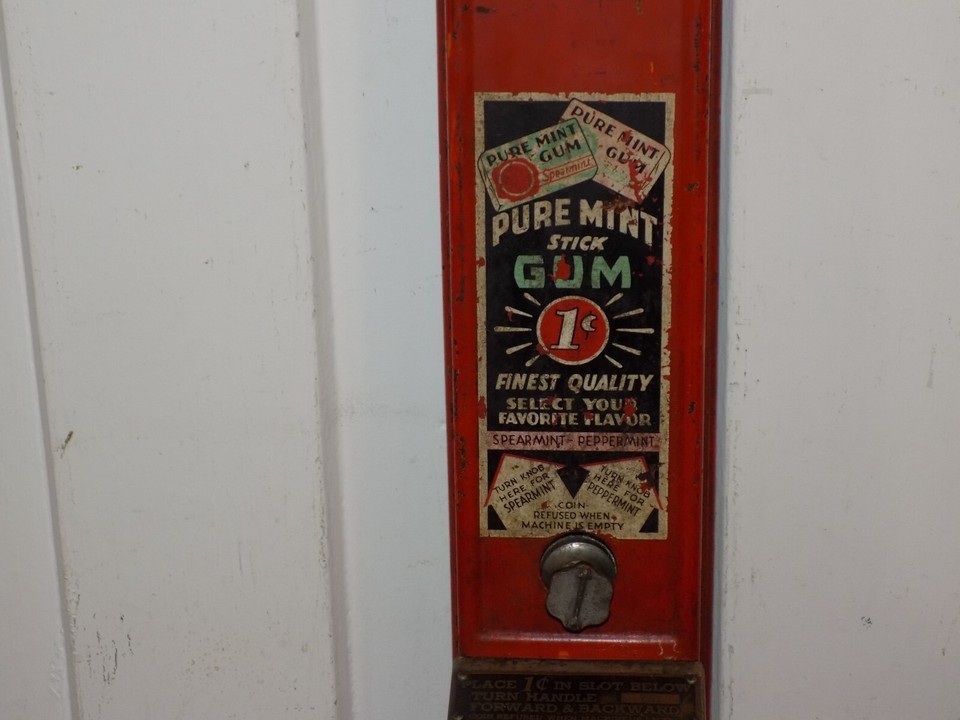 PURE MINT
GUM
Spearmint
PURE MINT
GUM
PURE MINT
STICK
GUM
1¢
FINEST QUALITY
SELECT YOUR
FAVORITE FLAVOR
SPEARMINT - PEPPERMINT
TURN KNOB
HERE FOR
SPEARMINT
TURN KNOB
HERE FOR
PEPPERMINT
COIN
REFUSED WHEN
MACHINE IS EMPTY
PLACE 1¢ IN SLOT BELOW
TURN HANDLE
FORWARD & BACKWARD